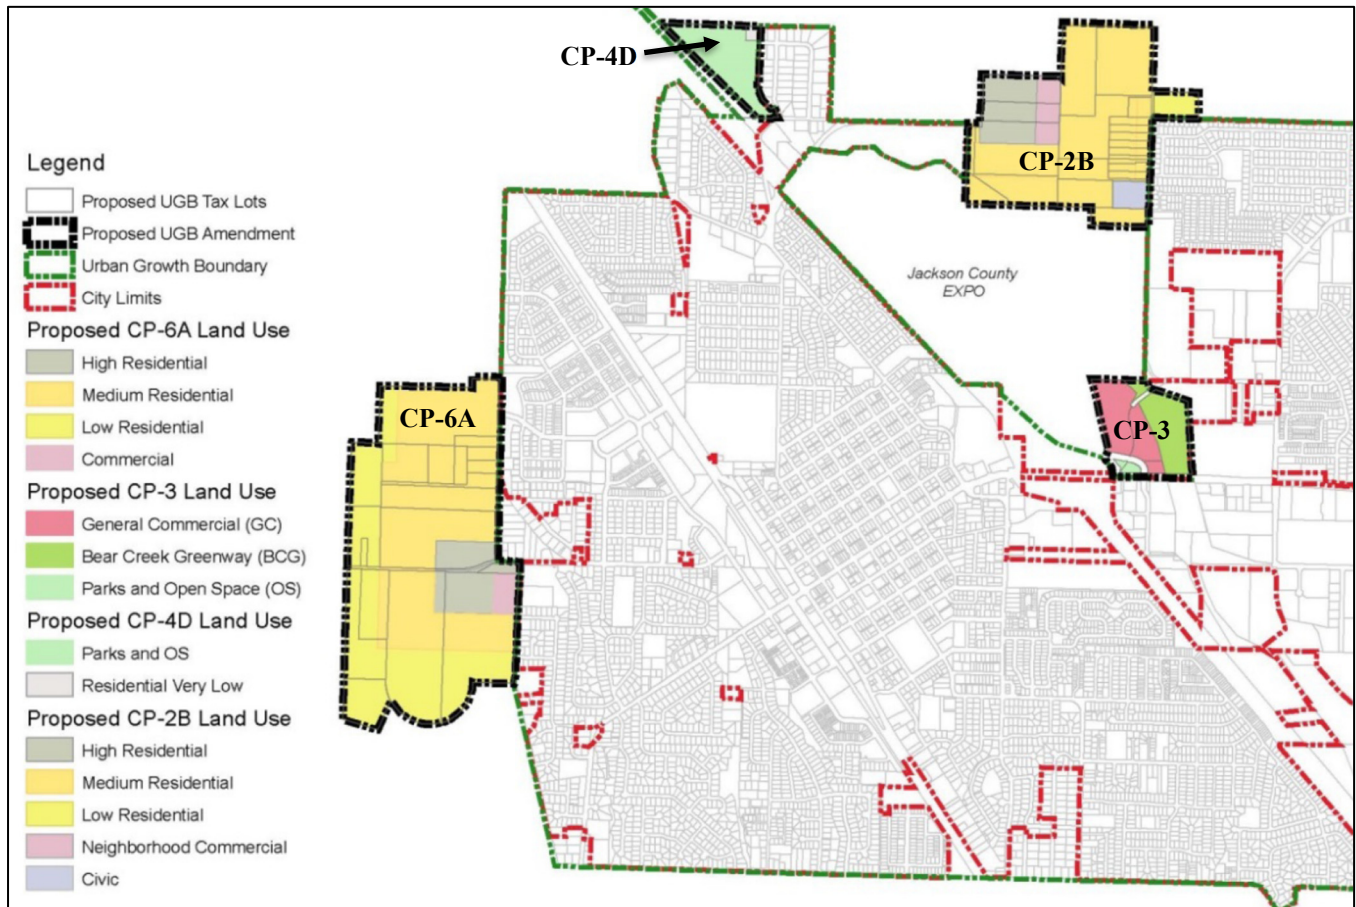 CP-4D
CP-2B
Legend
Proposed UGB Tax Lots
Proposed UGB Amendment
Urban Growth Boundary
City Limits
Proposed CP-6A Land Use
High Residential
Medium Residential
Low Residential
Commercial
Proposed CP-3 Land Use
General Commercial (GC)
Bear Creek Greenway (BCG)
Parks and Open Space (OS)
Proposed CP-4D Land Use
Parks and OS
Residential Very Low
Proposed CP-2B Land Use
High Residential
Medium Residential
Low Residential
Neighborhood Commercial
Civic
Jackson County
EXPO
CP-6A
CP-3